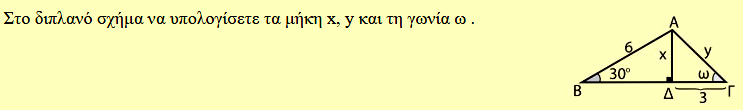 Στο διπλανό σχήμα να υπολογίσετε τα μήκη x, y και τη γωνία ω .
Α
6
x
y
30°
ω
Β
Δ
3
Γ